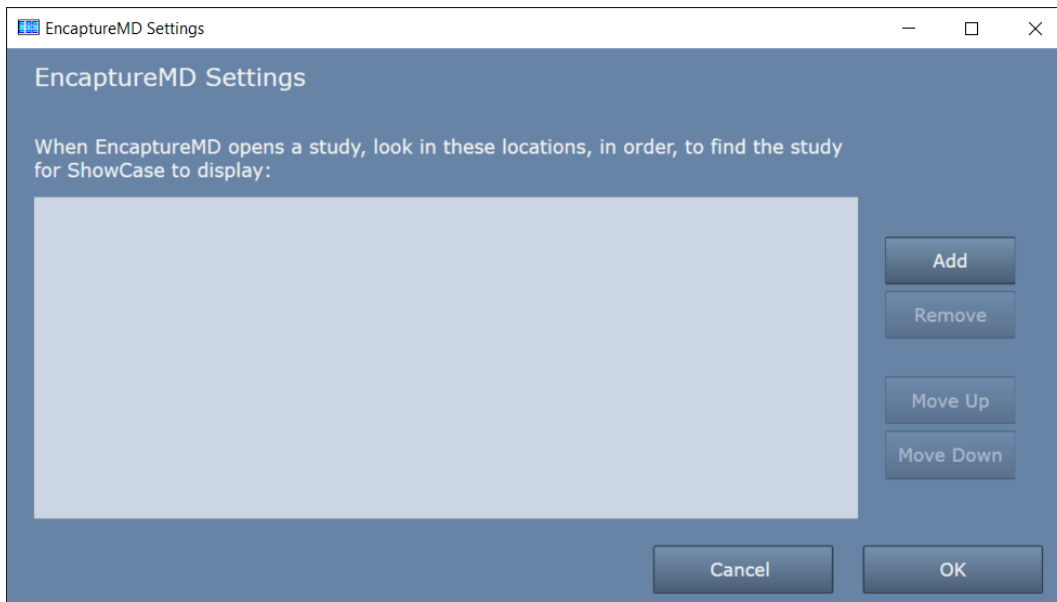 EncaptureMD Settings
EncaptureMD Settings
When EncaptureMD opens a study, look in these locations, in order, to find the study
for ShowCase to display:
Add
Remove
Move Up
Move Down
Cancel
OK